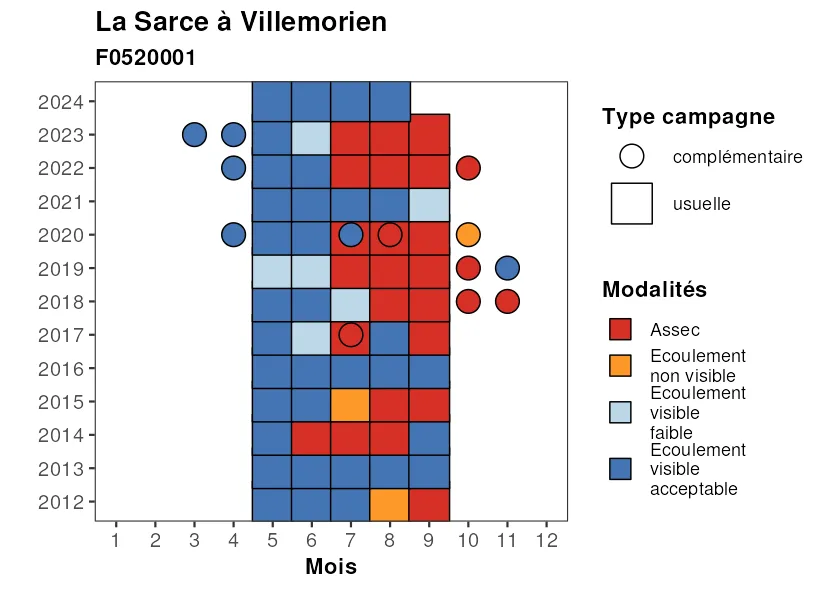 La Sarce à Villemorien
F0520001
2024
2023
2022
2021
2020
2019
2018
2017
2016
2015
2014
2013
2012
1 2 3 4 5 6 7 8 9 10 11 12
Mois
Type campagne
complémentaire
usuelle
Modalités
Assec
Ecoulement
non visible
Ecoulement
visible
faible
Ecoulement
visible
acceptable